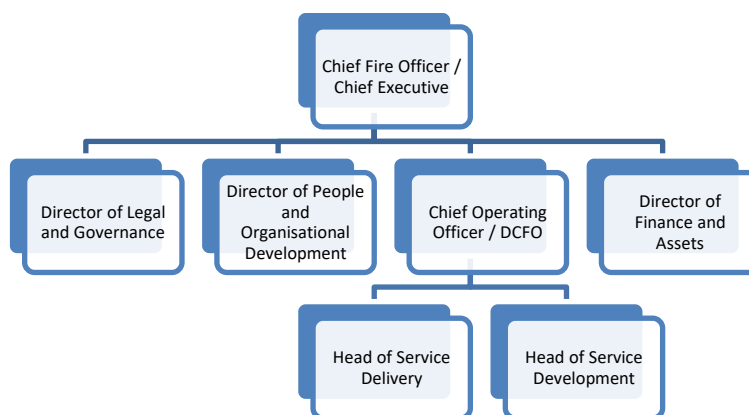 Chief Fire Officer /
Chief Executive
Director of Legal
and Governance
Director of People
and
Organisational
Development
Chief Operating
Officer / DCFO
Director of
Finance and
Assets
Head of Service
Delivery
Head of Service
Development